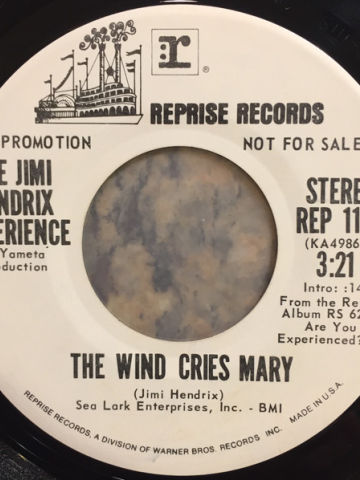 r
®
REPRISE RECORDS
PROMOTION
NOT FOR SALE
E JIMI
NDRIX
ERIENCE
Yameta
duction
STERE
REP 11
(KA4986
3:21
Intro: :14
From the Re
Album RS 62
Are You
Experienced?
THE WIND CRIES MARY
(Jimi Hendrix)
Sea Lark Enterprises, Inc. - BMI
REPRISE RECORDS, A DIVISION OF WARNER BROS. RECORDS INC. MADE IN U.S.A.